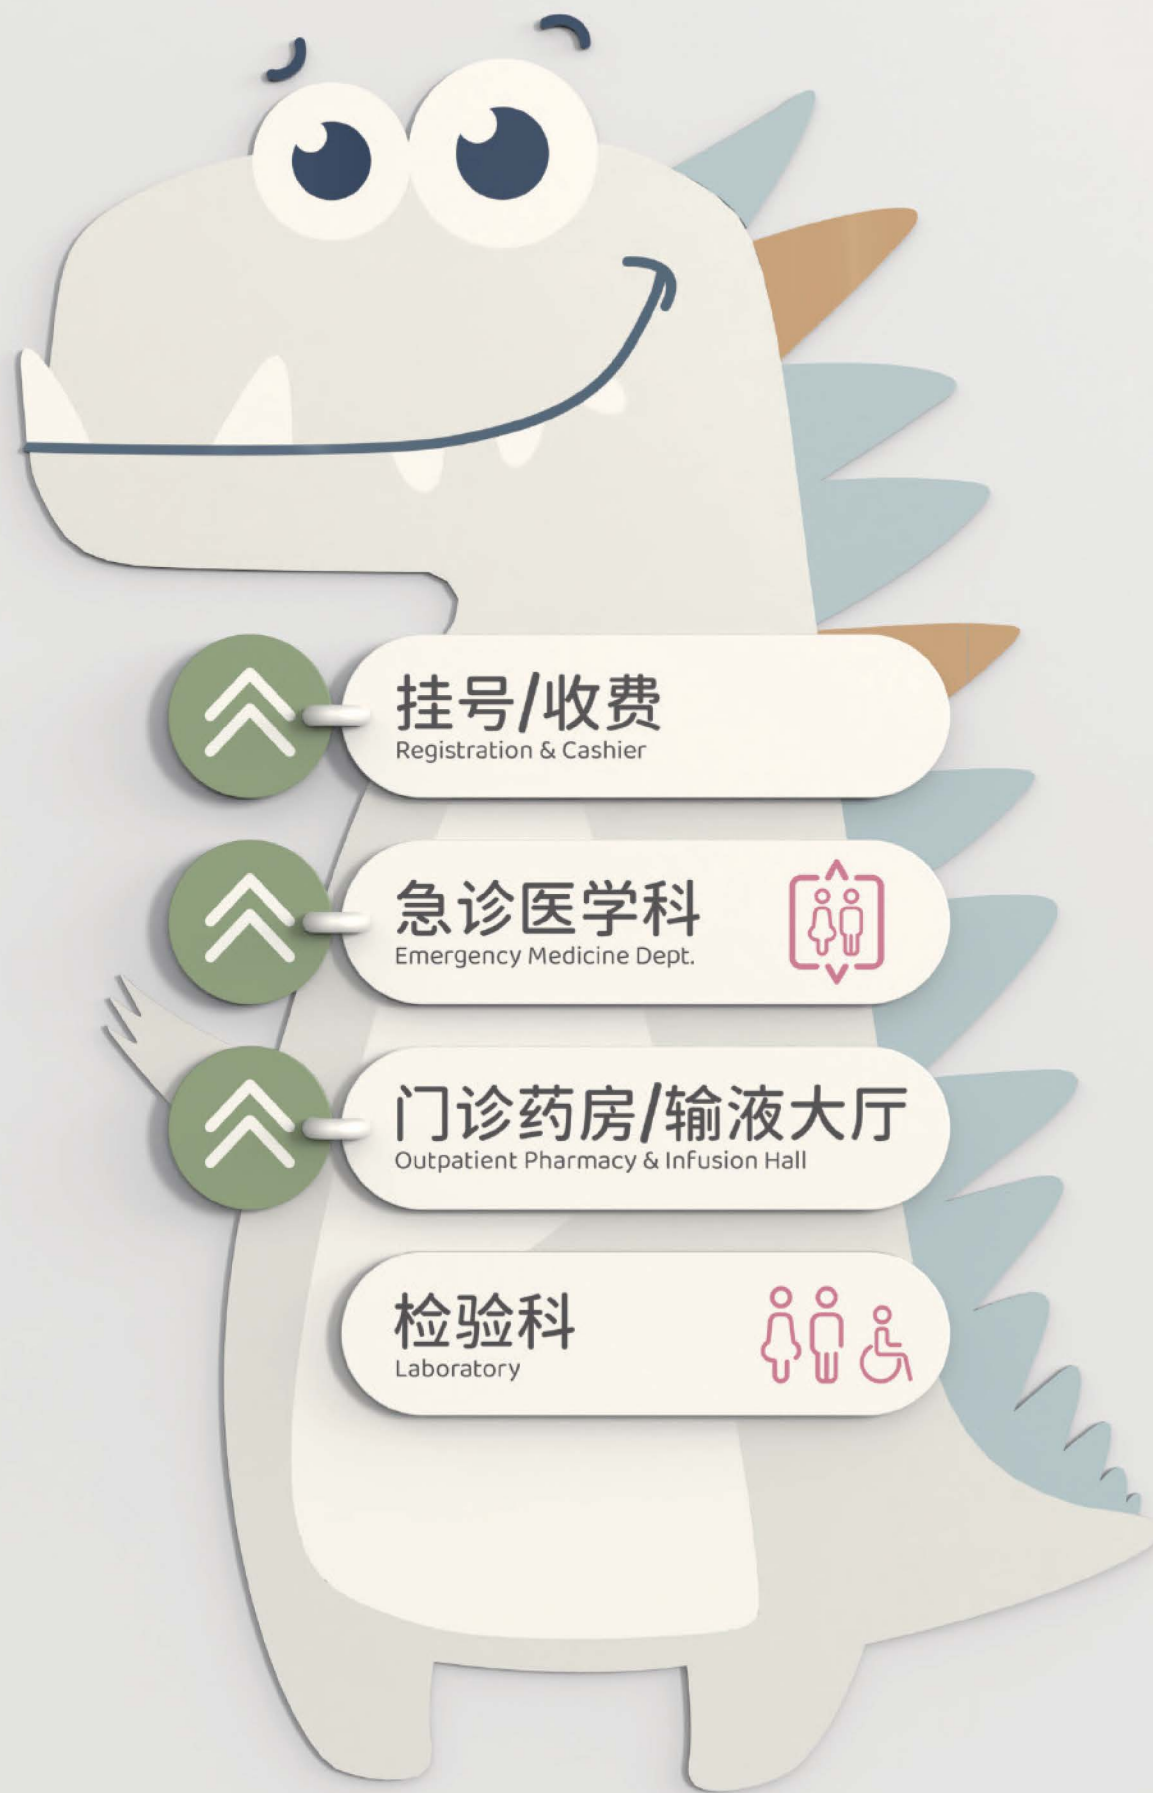 挂号/收费
Registration & Cashier
急诊医学科
Emergency Medicine Dept.
门诊药房/输液大厅
Outpatient Pharmacy & Infusion Hall
检验科
Laboratory